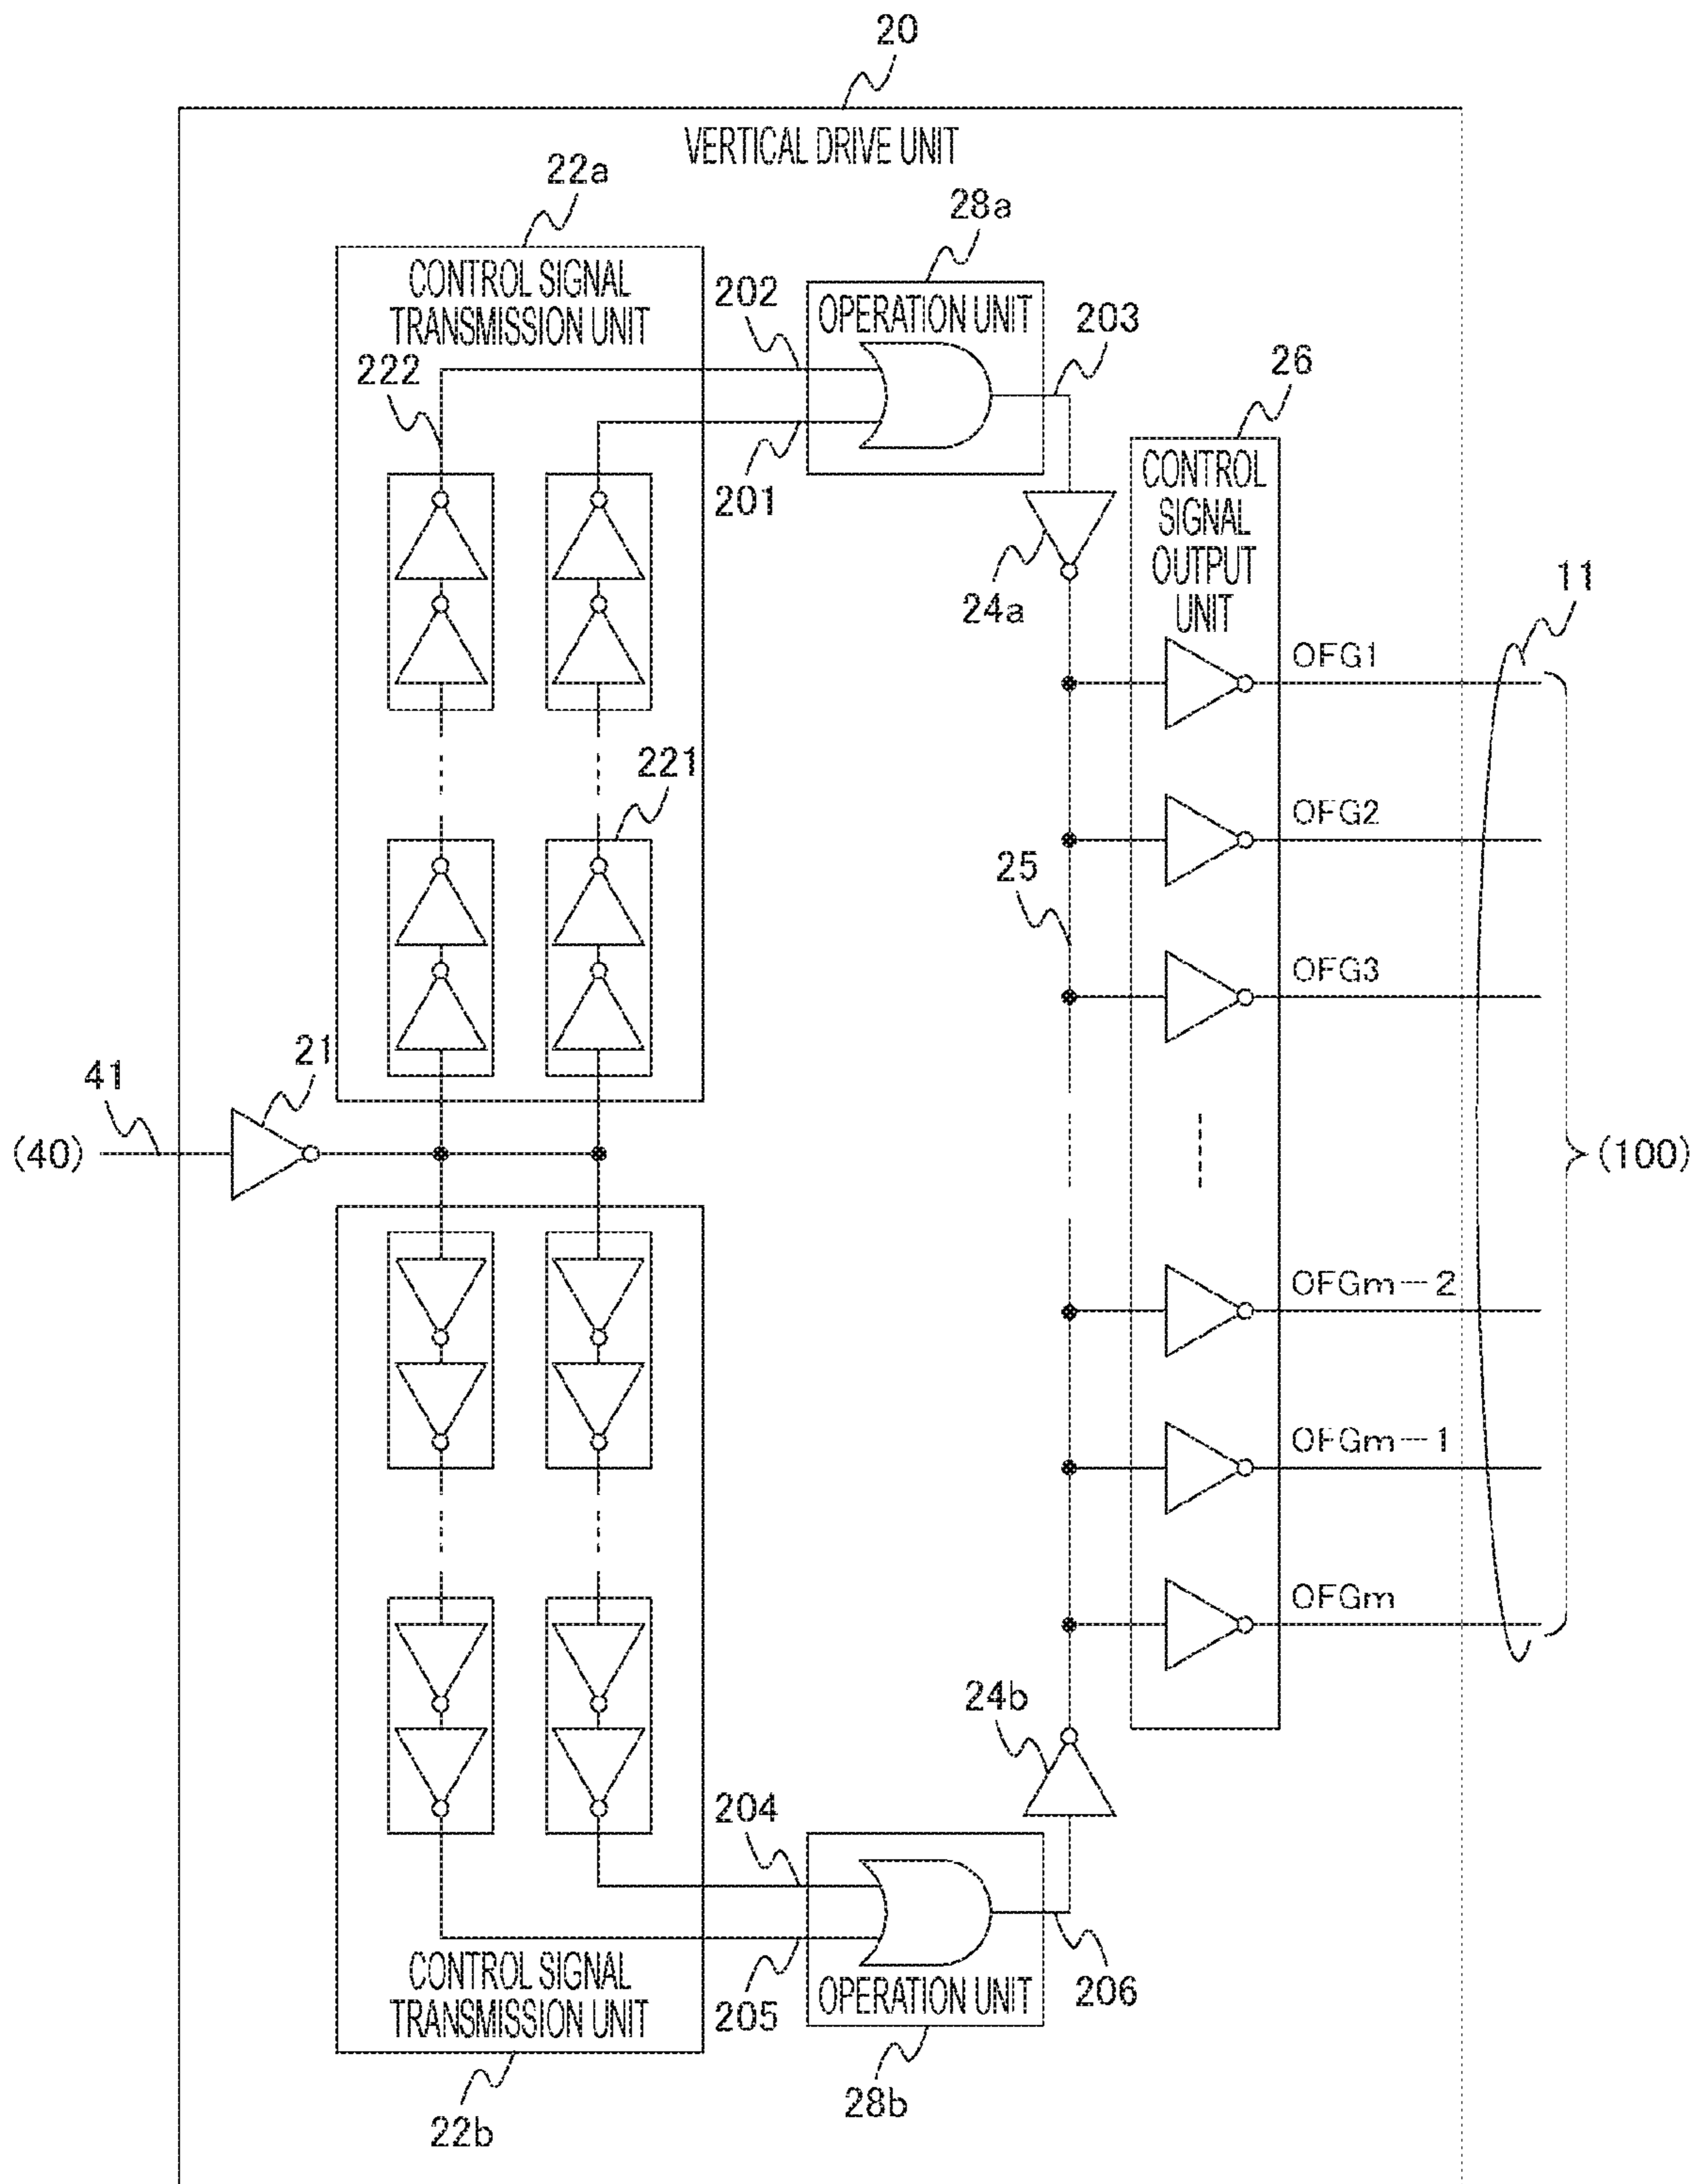 20
VERTICAL DRIVE UNIT
22a
28a
CONTROL SIGNAL
TRANSMISSION UNIT
202
OPERATION UNIT
203
26
222
201
CONTROL
SIGNAL
OUTPUT
UNIT
24a
11
OFG1
221
OFG2
25
OFG3
41
21
(40)
(100)
OFGm-2
OFGm-1
OFGm
24b
204
CONTROL SIGNAL
TRANSMISSION UNIT
205
OPERATION UNIT
206
22b
28b